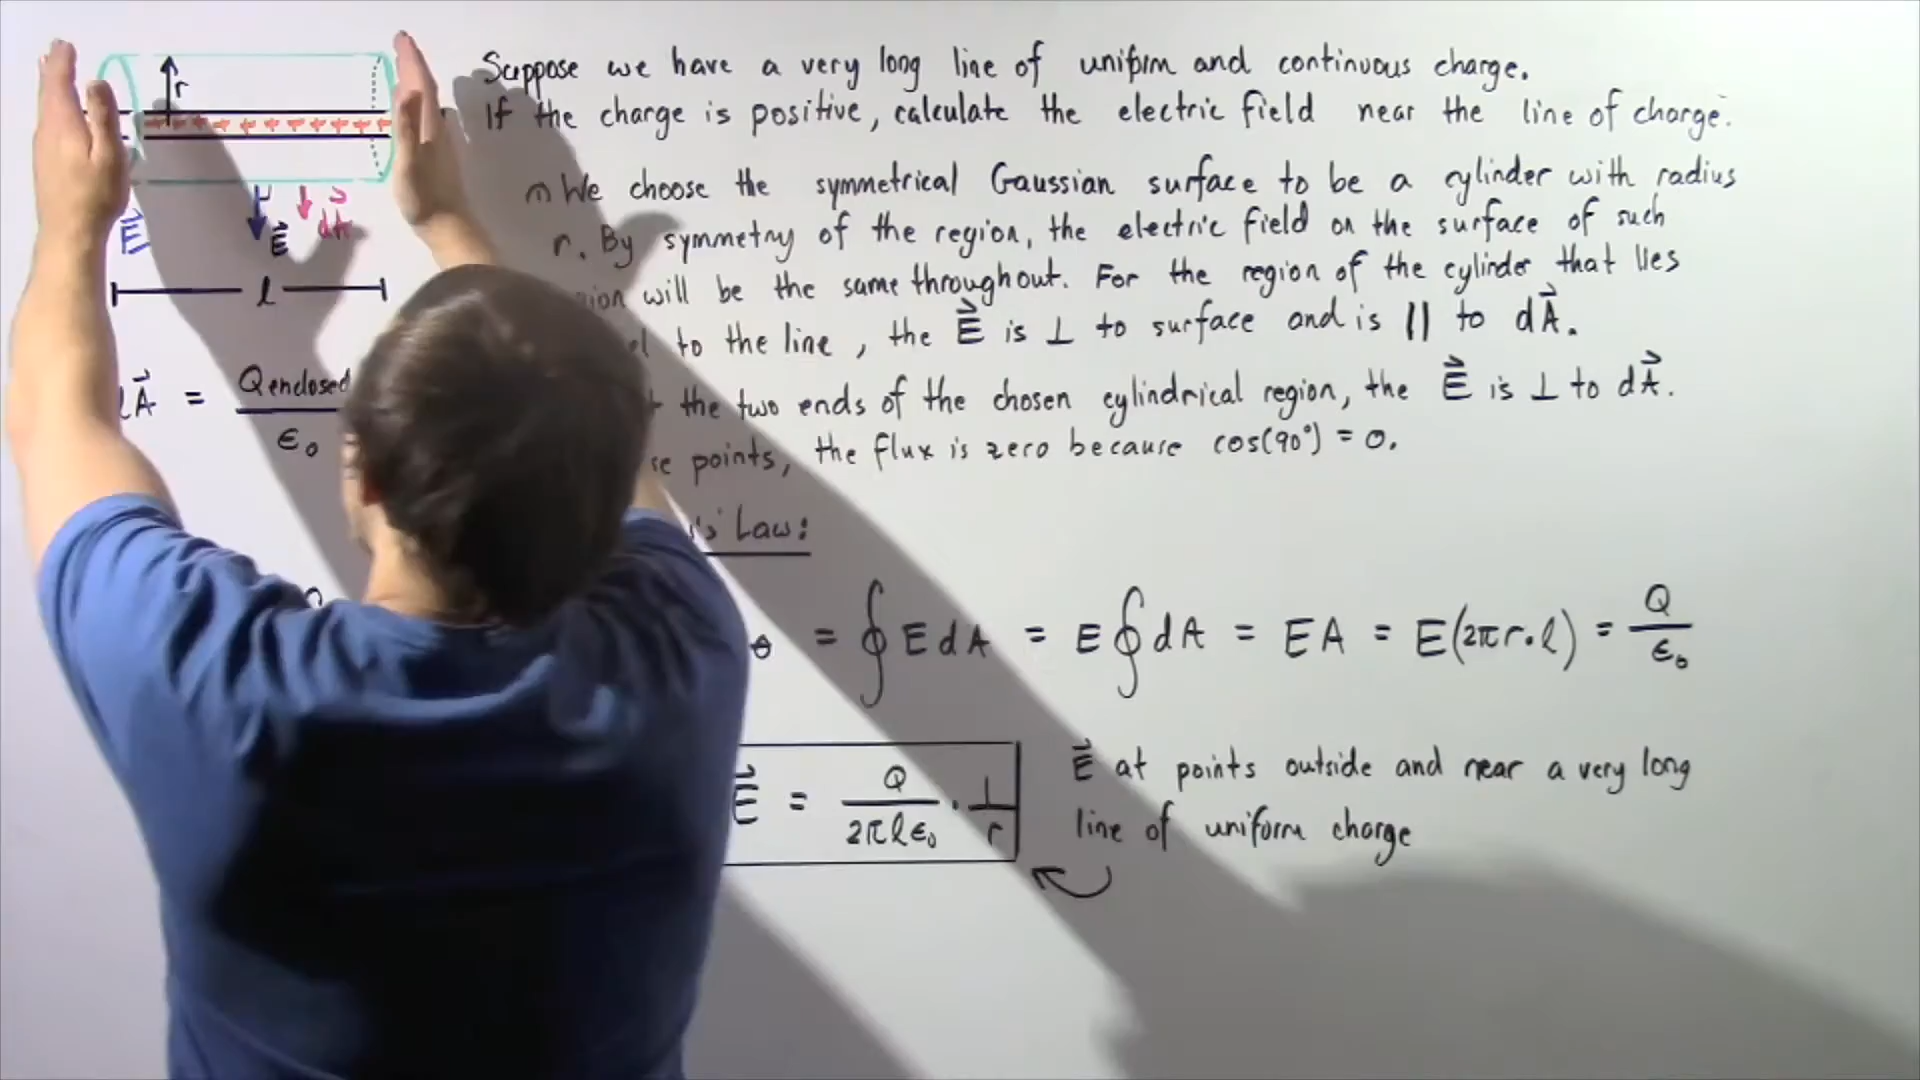 r
+ + + + + + + + + + +
E⃗ E⃗ dA⃗
l
Suppose we have a very long line of uniform and continuous charge.
If the charge is positive, calculate the electric field near the line of charge.
1) We choose the symmetrical Gaussian surface to be a cylinder with radius
r. By symmetry of the region, the electric field on the surface of such
will be the same throughout. For the region of the cylinder that lies
to the line, the E⃗ is ⊥ to surface and is || to dA⃗.
the two ends of the chosen cylindrical region, the E⃗ is ⊥ to dA⃗.
points, the flux is zero because cos(90°) = 0.
A⃗ = Qenclosed / ε₀
Law:
θ = ∮ E dA = E ∮ dA = EA = E(2πr·l) = Q / ε₀
E⃗ = Q / 2πlε₀ · 1 / r
E⃗ at points outside and near a very long
line of uniform charge